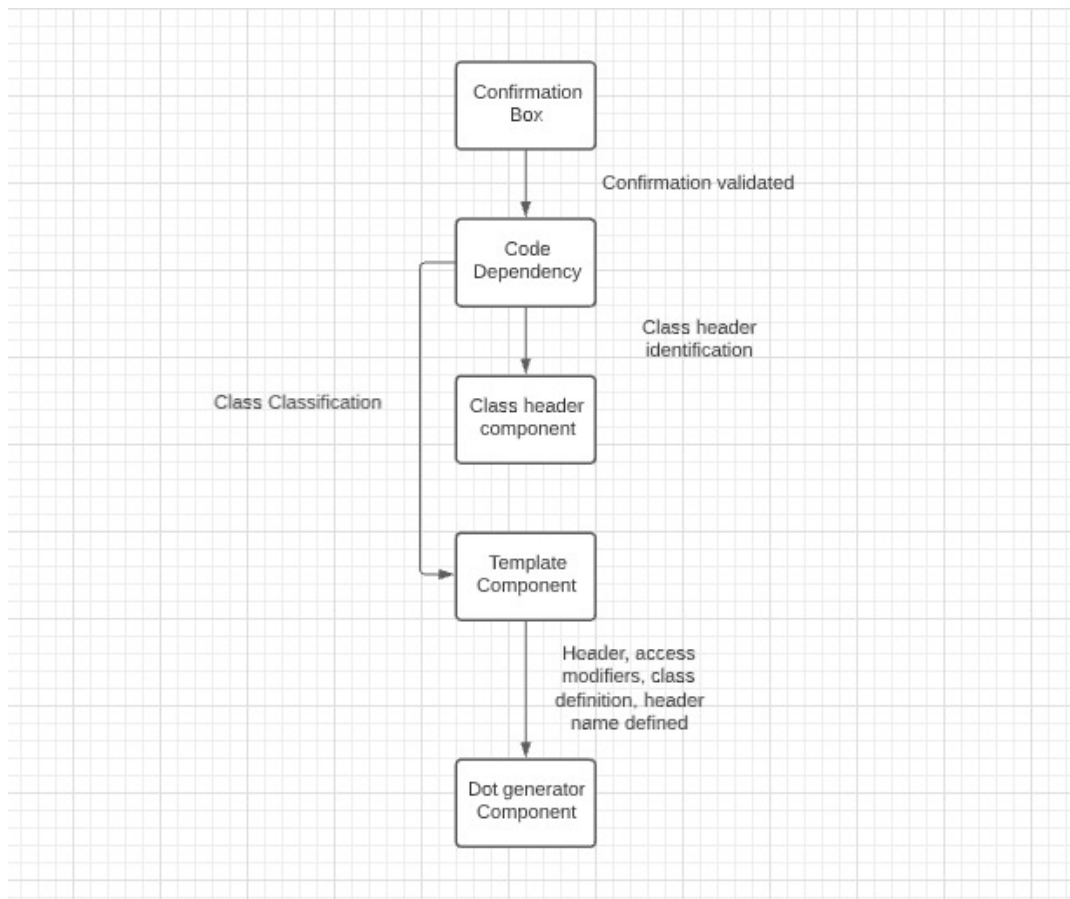 Confirmation
Box
Confirmation validated
Code
Dependency
Class header
identification
Class Classification
Class header
component
Template
Component
Header, access
modifiers, class
definition, header
name defined
Dot generator
Component